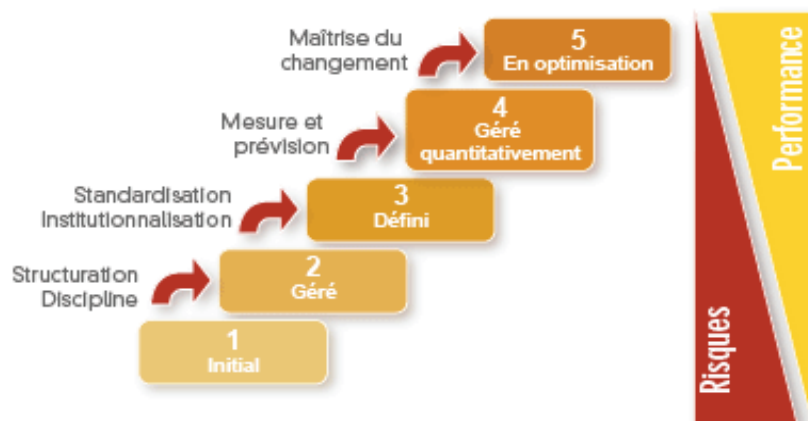 Maîtrise du
changement
5
En optimisation
Mesure et
prévision
4
Géré
quantitativement
Standardisation
Institutionnalisation
3
Défini
Structuration
Discipline
2
Géré
1
Initial
Risques
Performance